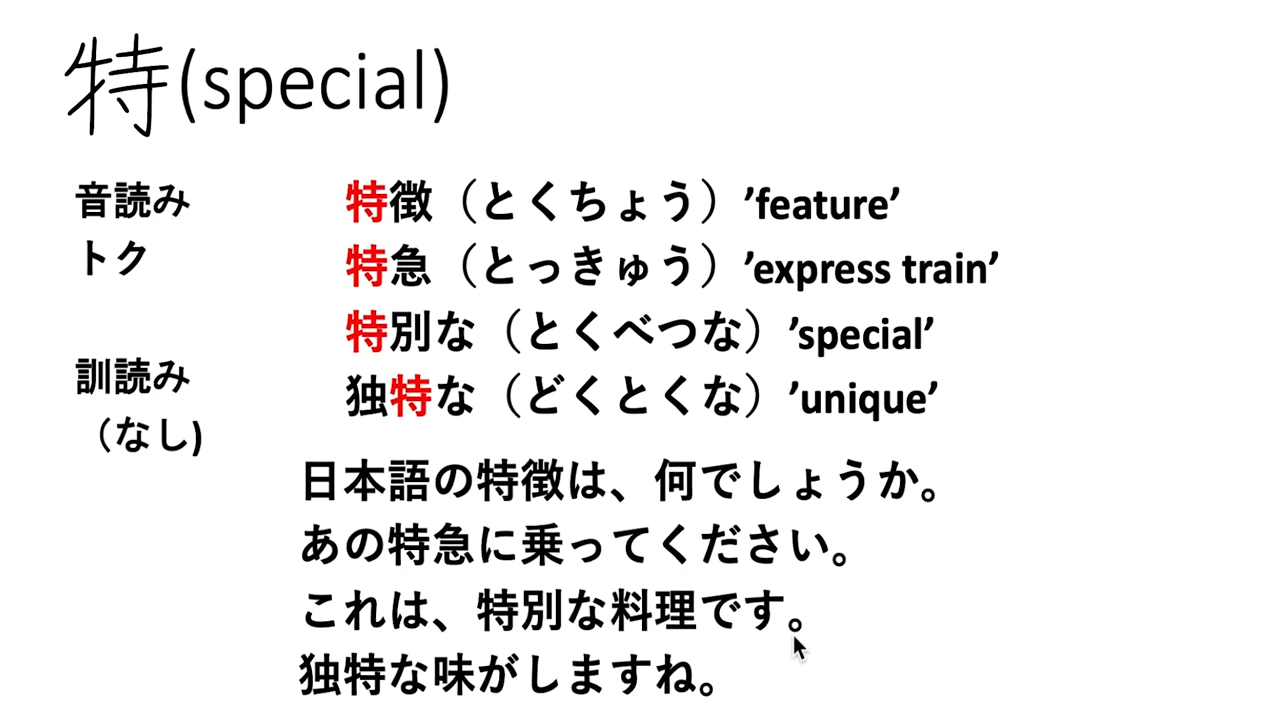 特(special)
音読み
トク
訓読み
（なし)
特徴（とくちょう）’feature’
特急（とっきゅう）’express train’
特別な（とくべつな）’special’
独特な（どくとくな）’unique’
日本語の特徴は、何でしょうか。
あの特急に乗ってください。
これは、特別な料理です。
独特な味がしますね。